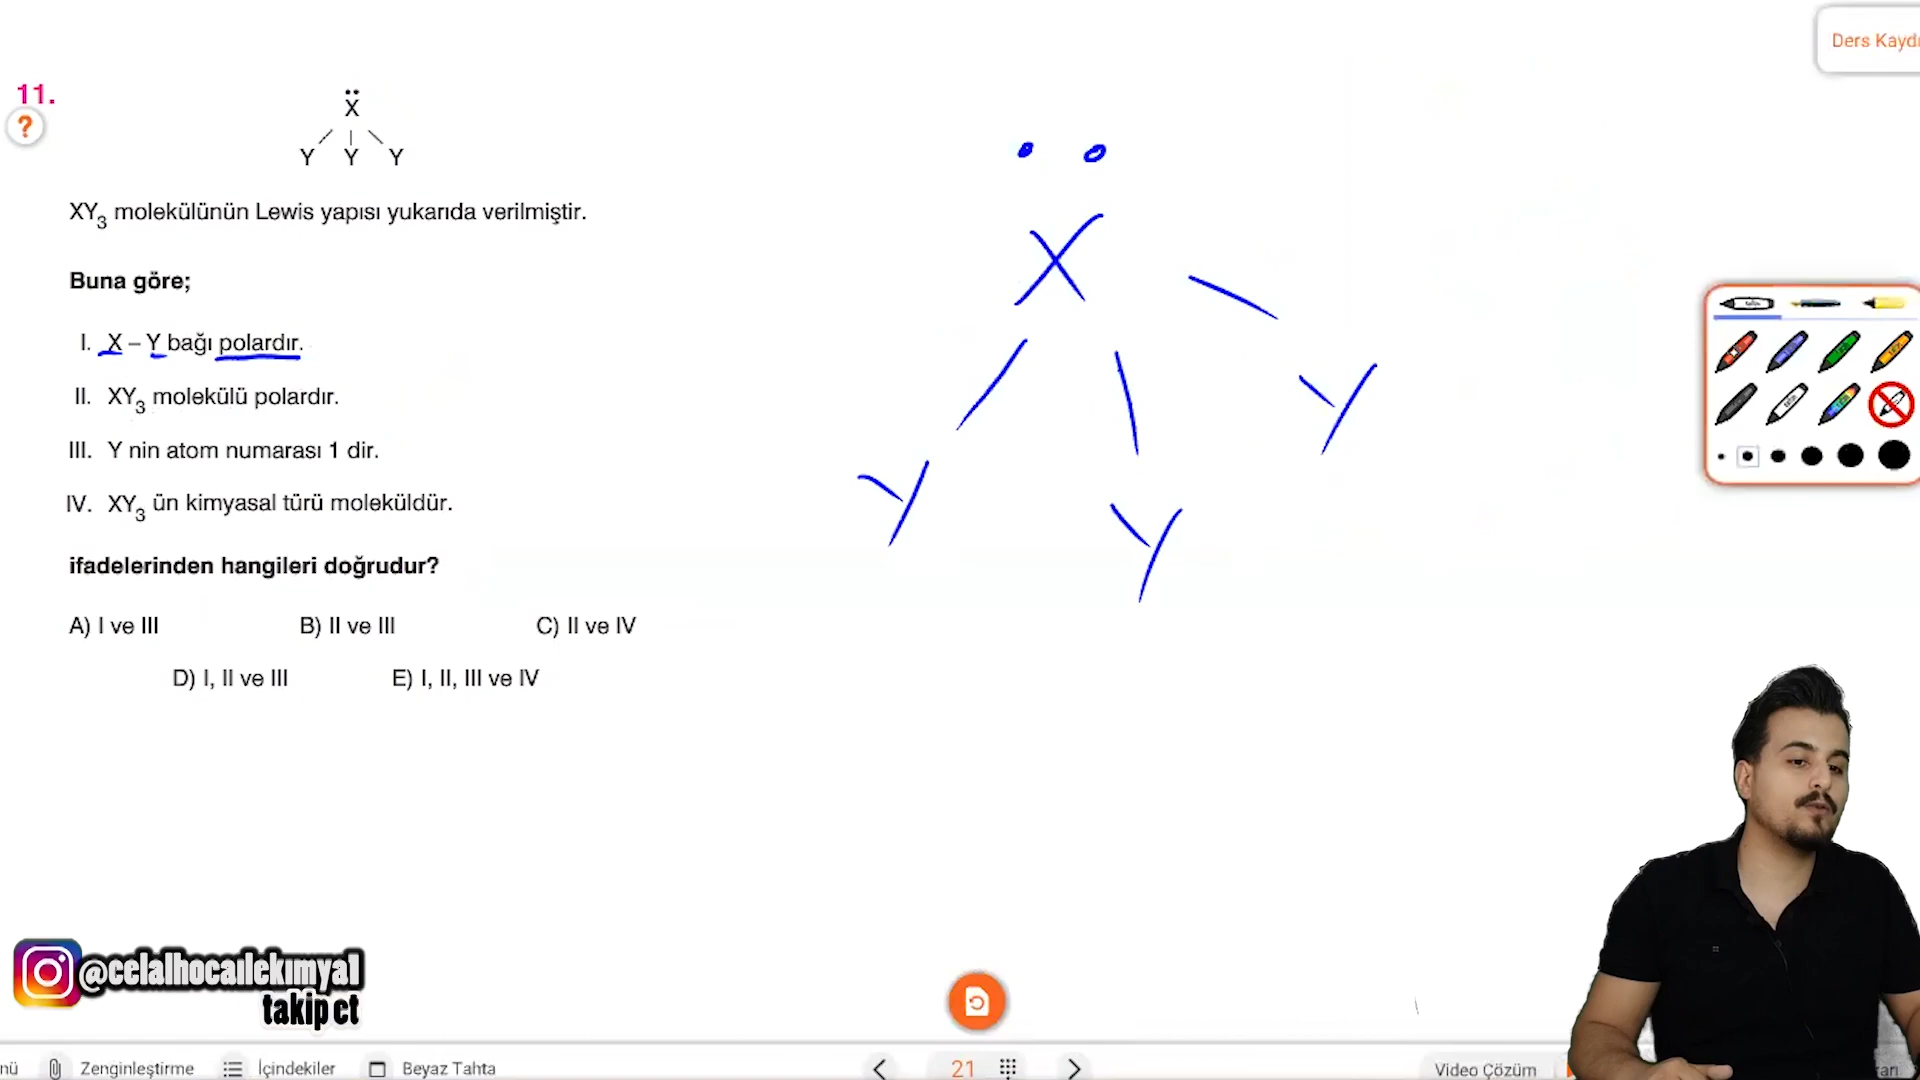 Ders Kaydı
11.
?
X
Y Y Y
XY3 molekülünün Lewis yapısı yukarıda verilmiştir.
Buna göre;
I. X – Y bağı polardır.
II. XY3 molekülü polardır.
III. Y nin atom numarası 1 dir.
IV. XY3 ün kimyasal türü moleküldür.
ifadelerinden hangileri doğrudur?
A) I ve III B) II ve III C) II ve IV
D) I, II ve III E) I, II, III ve IV
X
Y
Y
Y
@celalhocaılekımya1
takip et
nü Zenginleştirme İçindekiler Beyaz Tahta 21 Video Çözüm